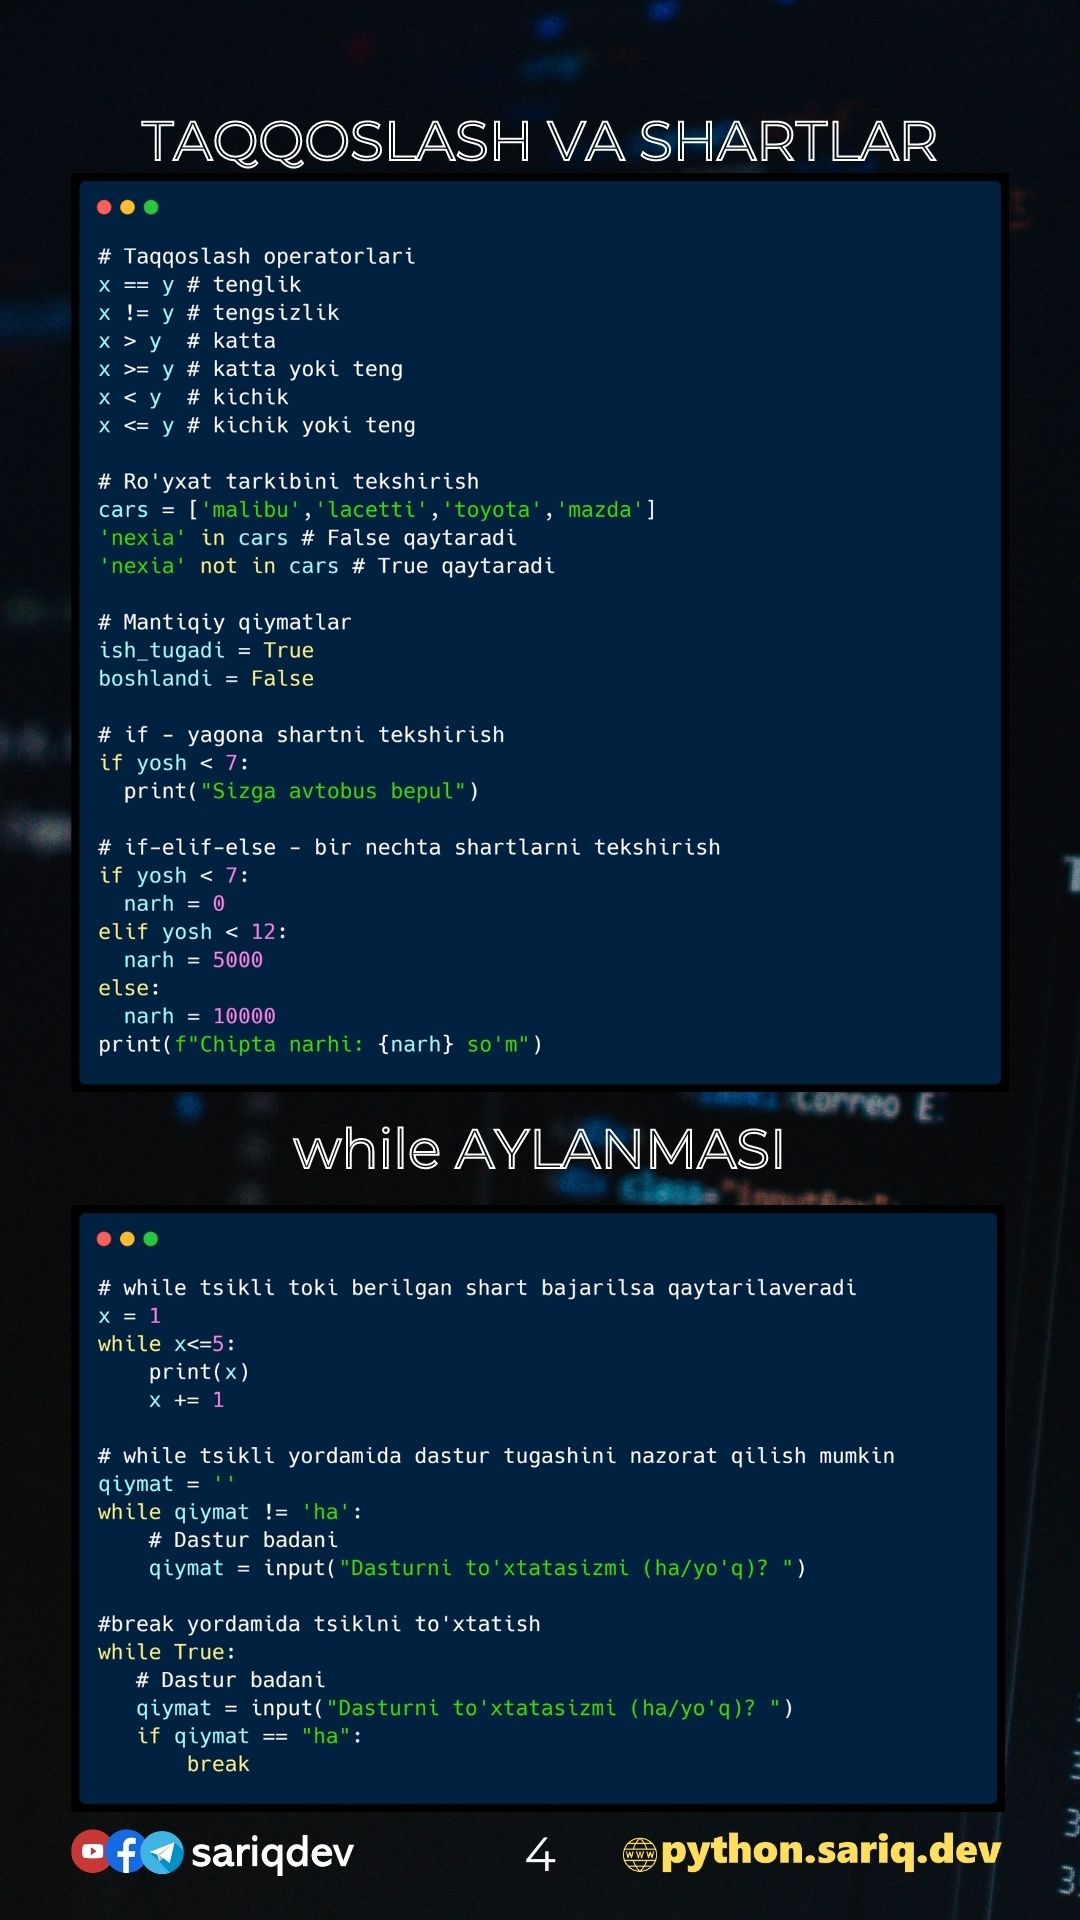 TAQQOSLASH VA SHARTLAR
# Taqqoslash operatorlari
x == y # tenglik
x != y # tengsizlik
x > y  # katta
x >= y # katta yoki teng
x < y  # kichik
x <= y # kichik yoki teng
# Ro'yxat tarkibini tekshirish
cars = ['malibu','lacetti','toyota','mazda']
'nexia' in cars # False qaytaradi
'nexia' not in cars # True qaytaradi
# Mantiqiy qiymatlar
ish_tugadi = True
boshlandi = False
# if - yagona shartni tekshirish
if yosh < 7:
  print("Sizga avtobus bepul")
# if-elif-else - bir nechta shartlarni tekshirish
if yosh < 7:
  narh = 0
elif yosh < 12:
  narh = 5000
else:
  narh = 10000
print(f"Chipta narhi: {narh} so'm")
Correo E
while AYLANMASI
class="
# while tsikli toki berilgan shart bajarilsa qaytarilaveradi
x = 1
while x<=5:
    print(x)
    x += 1
# while tsikli yordamida dastur tugashini nazorat qilish mumkin
qiymat = ''
while qiymat != 'ha':
    # Dastur badani
    qiymat = input("Dasturni to'xtatasizmi (ha/yo'q)? ")
#break yordamida tsiklni to'xtatish
while True:
   # Dastur badani
   qiymat = input("Dasturni to'xtatasizmi (ha/yo'q)? ")
   if qiymat == "ha":
       break
sariqdev
4
www python.sariq.dev